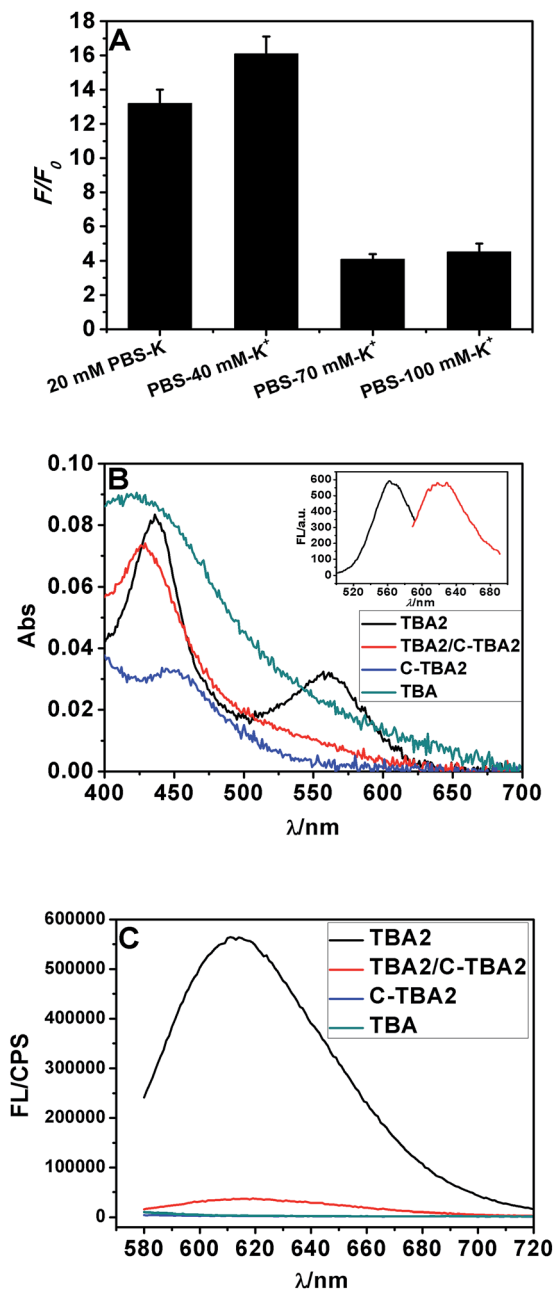 A
18
16
14
12
10
8
6
4
2
0
F/F0
20 mM PBS-K
PBS-40 mM-K+
PBS-70 mM-K+
PBS-100 mM-K+
B
0.10
0.08
0.06
0.04
0.02
0.00
Abs
400 450 500 550 600 650 700
λ/nm
600
500
400
300
200
100
0
FL/a.u.
520 560 600 640 680
λ/nm
TBA2
TBA2/C-TBA2
C-TBA2
TBA
C
600000
500000
400000
300000
200000
100000
0
FL/CPS
580 600 620 640 660 680 700 720
λ/nm
TBA2
TBA2/C-TBA2
C-TBA2
TBA